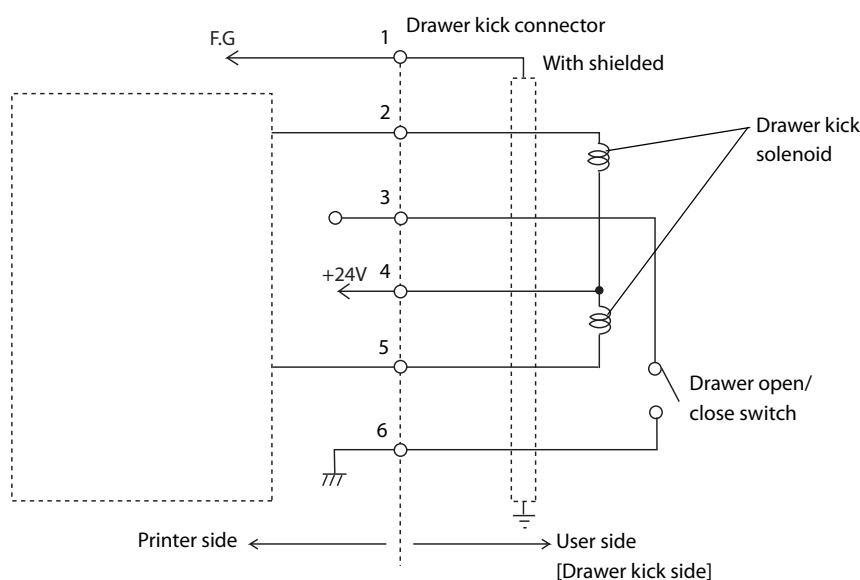 Drawer kick connector
F.G
1
With shielded
2
Drawer kick
solenoid
3
+24V
4
5
Drawer open/
close switch
6
Printer side
User side
[Drawer kick side]